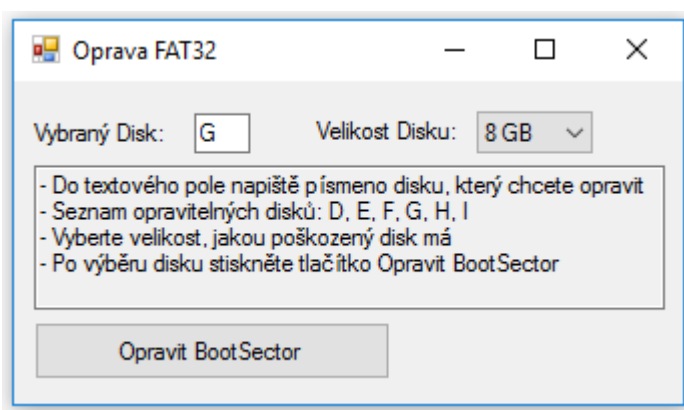 Oprava FAT32
Vybraný Disk: G Velikost Disku: 8 GB
- Do textového pole napiště písmeno disku, který chcete opravit
- Seznam opravitelných disků: D, E, F, G, H, I
- Vyberte velikost, jakou poškozený disk má
- Po výběru disku stiskněte tlačítko Opravit BootSector
Opravit BootSector